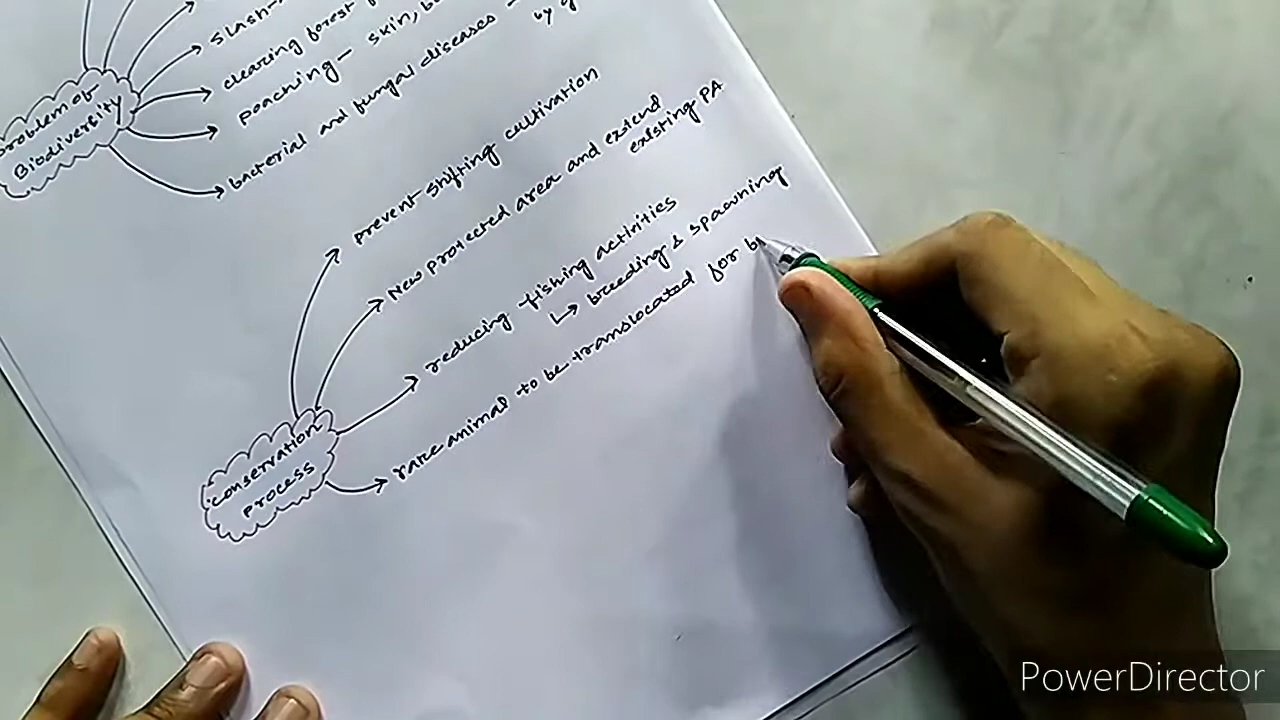 slash-
clearing forest
poaching - skin,
by
bacterial and fungal diseases -
problem of
Biodiversity
prevent shifting cultivation
New protected area and extend
existing PA
reducing fishing activities
↳ breeding & spawning
rare animal to be translocated for
conservation
process
PowerDirector